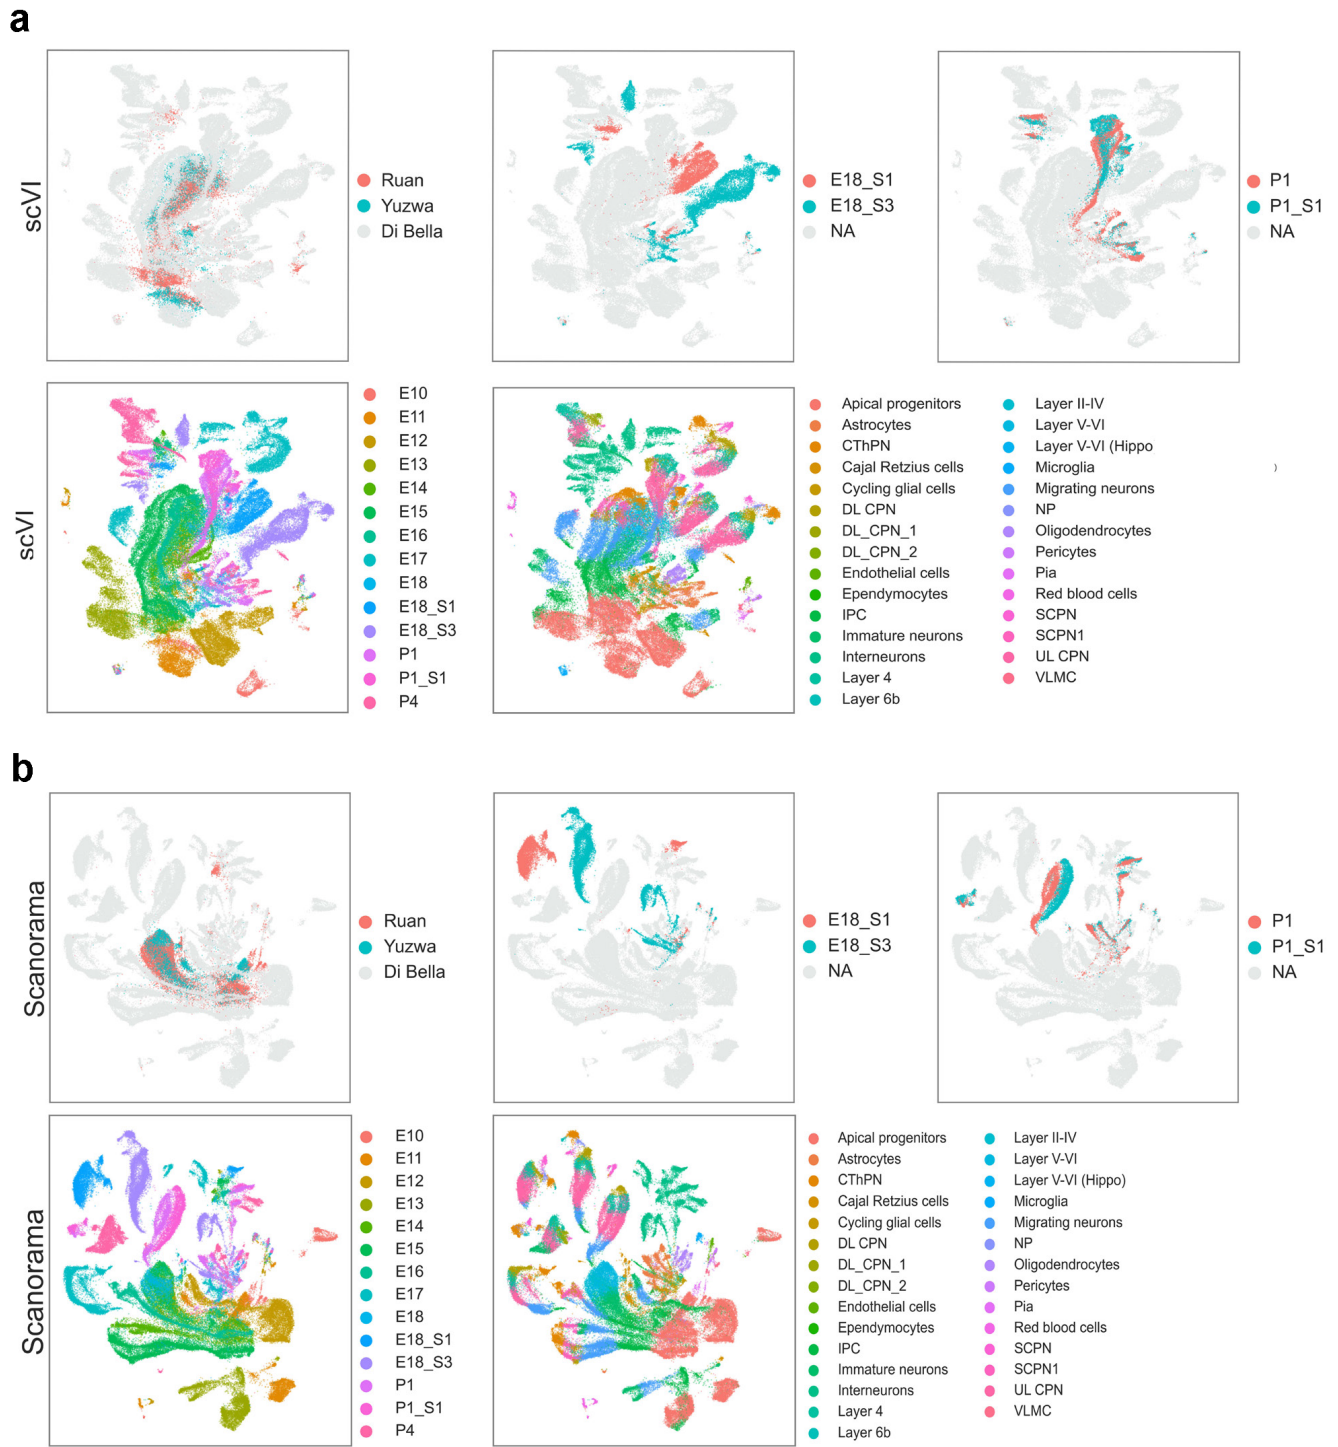 a
scVI
Ruan
Yuzwa
Di Bella
E18_S1
E18_S3
NA
P1
P1_S1
NA
scVI
E10
E11
E12
E13
E14
E15
E16
E17
E18
E18_S1
E18_S3
P1
P1_S1
P4
Apical progenitors
Astrocytes
CThPN
Cajal Retzius cells
Cycling glial cells
DL CPN
DL_CPN_1
DL_CPN_2
Endothelial cells
Ependymocytes
IPC
Immature neurons
Interneurons
Layer 4
Layer 6b
Layer II-IV
Layer V-VI
Layer V-VI (Hippo
Microglia
Migrating neurons
NP
Oligodendrocytes
Pericytes
Pia
Red blood cells
SCPN
SCPN1
UL CPN
VLMC
)
b
Scanorama
Ruan
Yuzwa
Di Bella
E18_S1
E18_S3
NA
P1
P1_S1
NA
Scanorama
E10
E11
E12
E13
E14
E15
E16
E17
E18
E18_S1
E18_S3
P1
P1_S1
P4
Apical progenitors
Astrocytes
CThPN
Cajal Retzius cells
Cycling glial cells
DL CPN
DL_CPN_1
DL_CPN_2
Endothelial cells
Ependymocytes
IPC
Immature neurons
Interneurons
Layer 4
Layer 6b
Layer II-IV
Layer V-VI
Layer V-VI (Hippo)
Microglia
Migrating neurons
NP
Oligodendrocytes
Pericytes
Pia
Red blood cells
SCPN
SCPN1
UL CPN
VLMC